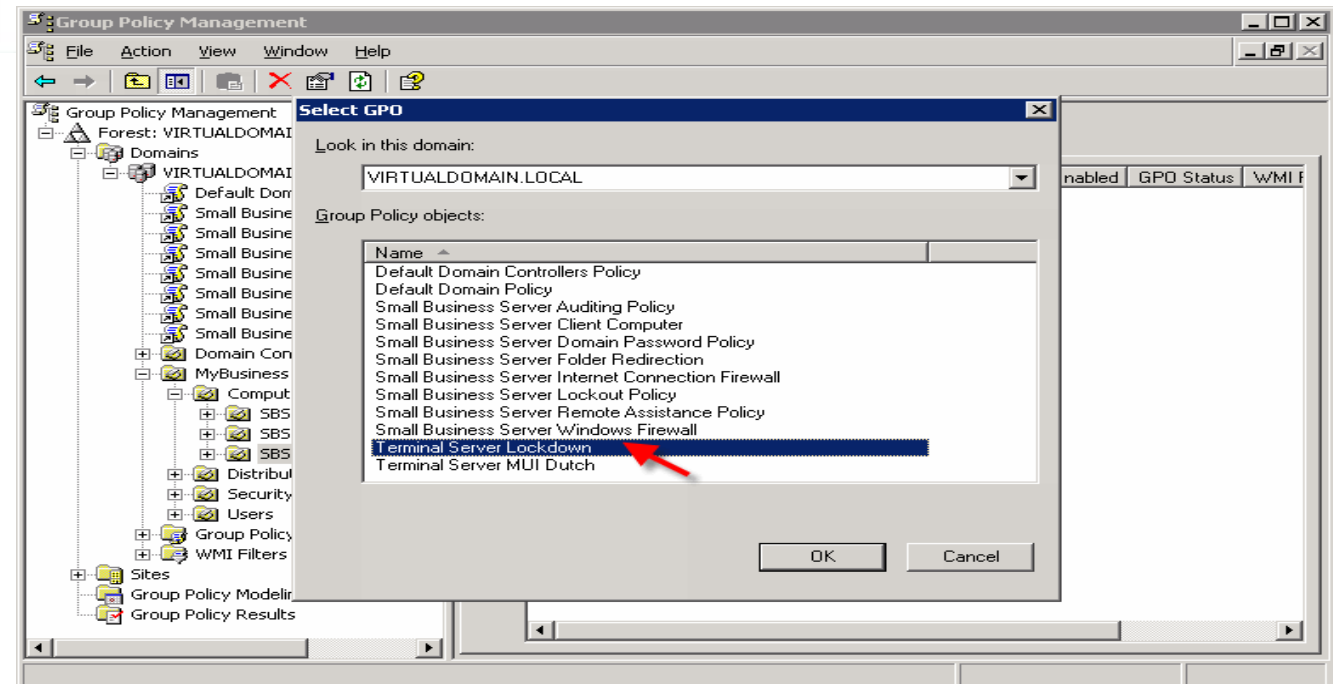 Group Policy Management
File Action View Window Help
Group Policy Management
Forest: VIRTUALDOMAI
Domains
VIRTUALDOMAI
Default Dom
Small Busine
Small Busine
Small Busine
Small Busine
Small Busine
Small Busine
Small Busine
Domain Con
MyBusiness
Comput
SBS
SBS
SBS
Distribut
Security
Users
Group Policy
WMI Filters
Sites
Group Policy Modelin
Group Policy Results
Select GPO
Look in this domain:
VIRTUALDOMAIN.LOCAL
Group Policy objects:
Name
Default Domain Controllers Policy
Default Domain Policy
Small Business Server Auditing Policy
Small Business Server Client Computer
Small Business Server Domain Password Policy
Small Business Server Folder Redirection
Small Business Server Internet Connection Firewall
Small Business Server Lockout Policy
Small Business Server Remote Assistance Policy
Small Business Server Windows Firewall
Terminal Server Lockdown
Terminal Server MUI Dutch
OK Cancel
nabled GPO Status WMI F